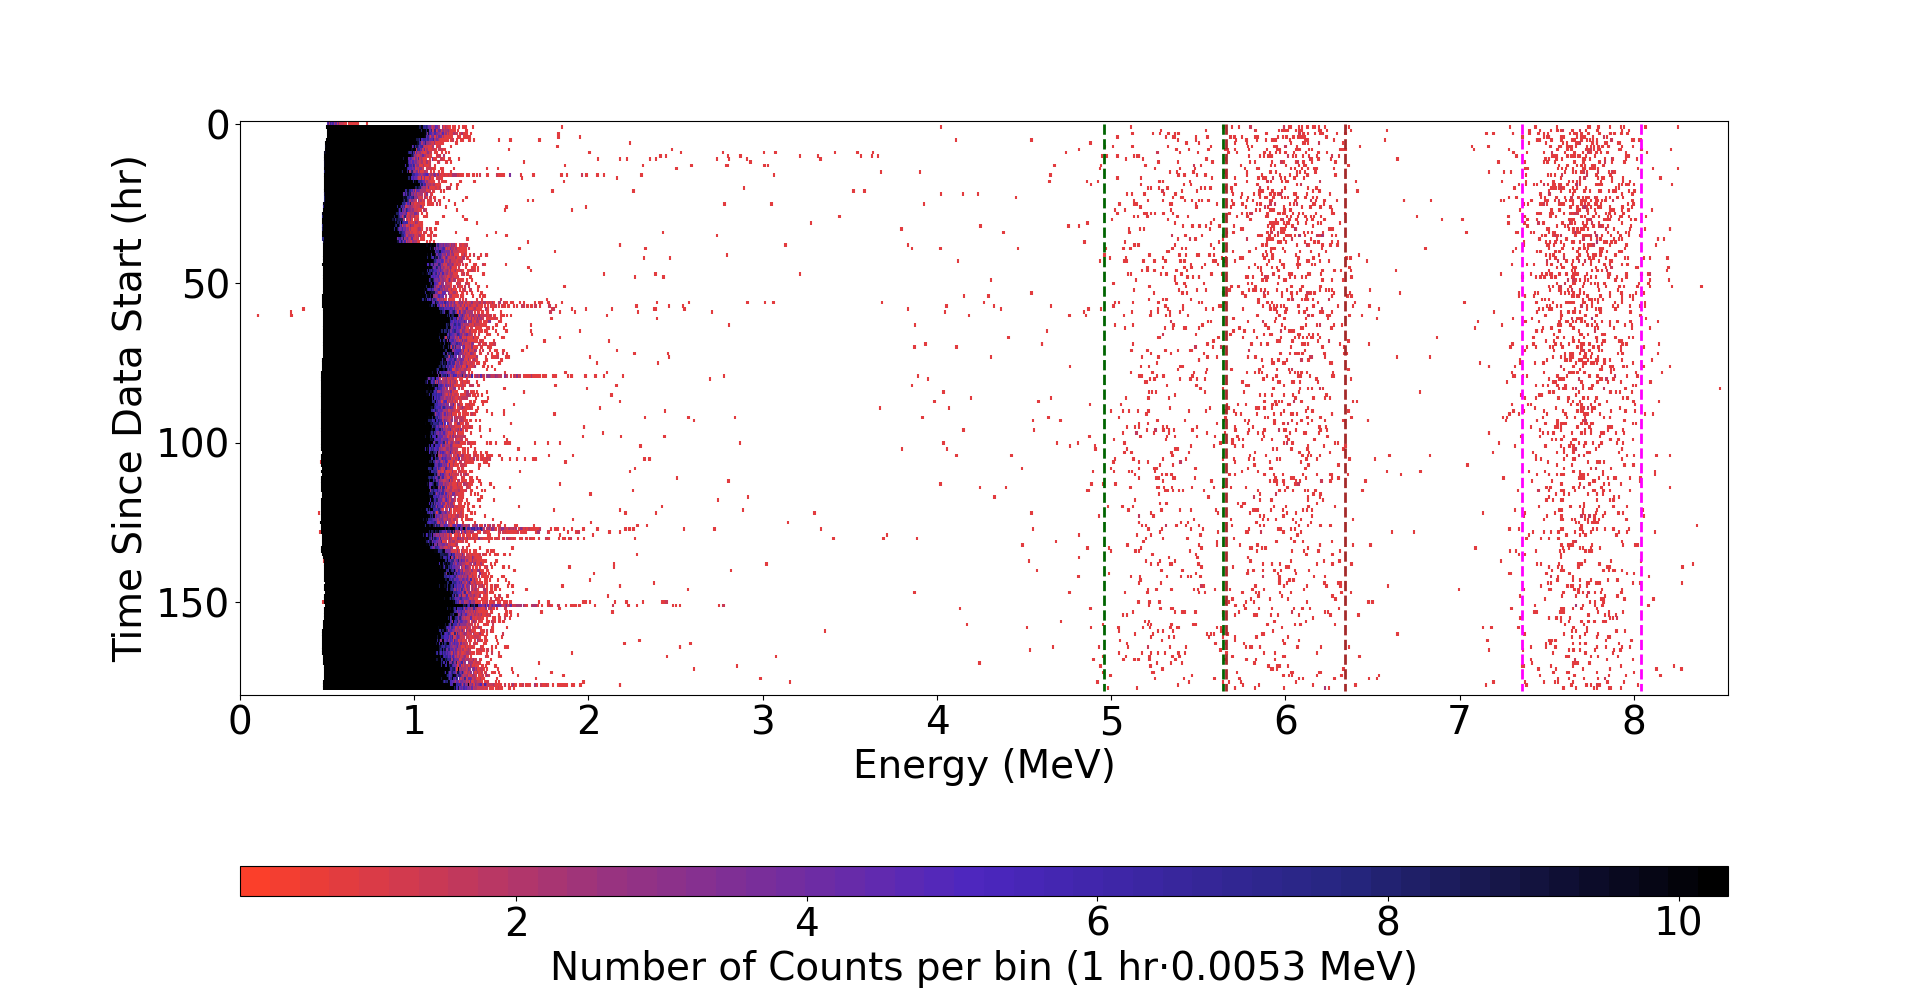 0
50
100
150
Time Since Data Start (hr)
0 1 2 3 4 5 6 7 8
Energy (MeV)
2 4 6 8 10
Number of Counts per bin (1 hr·0.0053 MeV)